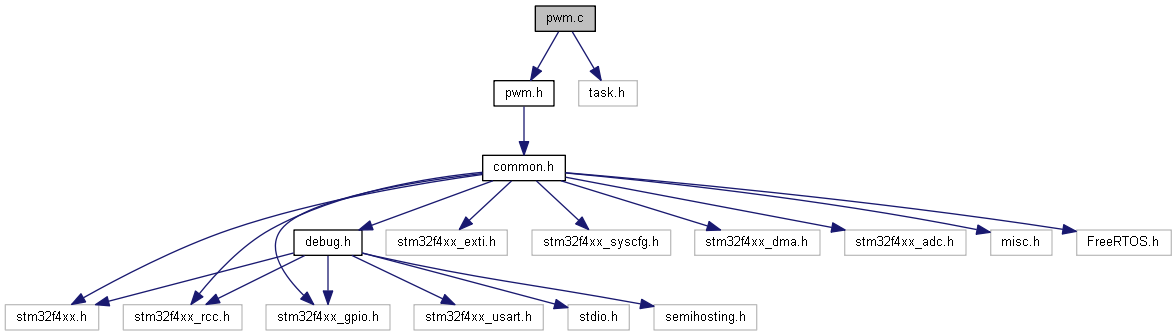 pwm.c
pwm.h
task.h
common.h
debug.h
stm32f4xx_exti.h
stm32f4xx_syscfg.h
stm32f4xx_dma.h
stm32f4xx_adc.h
misc.h
FreeRTOS.h
stm32f4xx.h
stm32f4xx_rcc.h
stm32f4xx_gpio.h
stm32f4xx_usart.h
stdio.h
semihosting.h